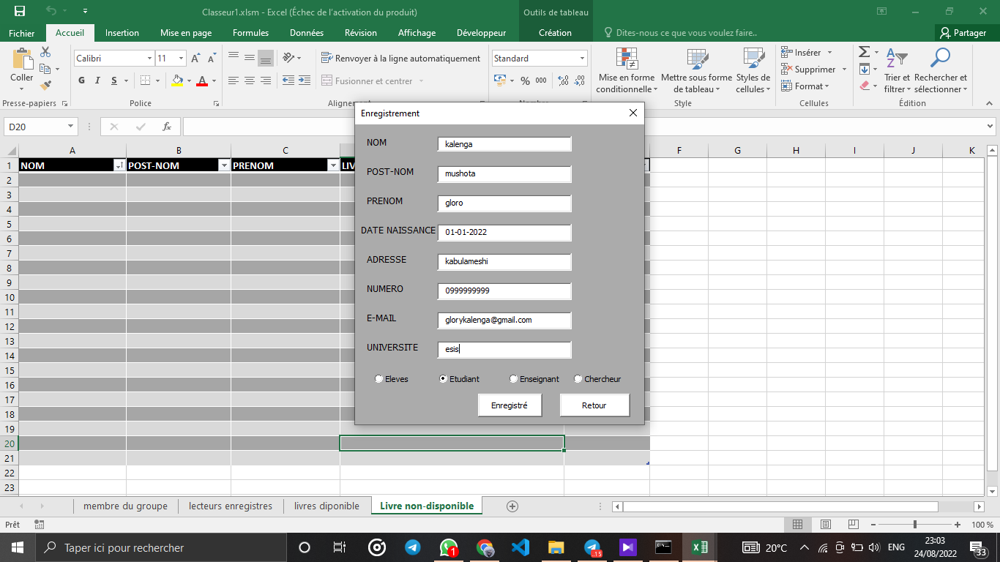 Classeur1.xlsm - Excel (Échec de l'activation du produit)
Outils de tableau
Fichier Accueil Insertion Mise en page Formules Données Révision Affichage Développeur Création Dites-nous ce que vous voulez faire.. Partager
Calibri 11
Renvoyer à la ligne automatiquement
Standard
Insérer
Coller
G I S
Fusionner et centrer
% 000
Mise en forme conditionnelle
Mettre sous forme de tableau
Styles de cellules
Supprimer
Format
Trier et filtrer
Rechercher et sélectionner
Presse-papiers Police Style Cellules Édition
D20
fx
A B C F G H I J K
1 NOM POST-NOM PRENOM
2
3
4
5
6
7
8
9
10
11
12
13
14
15
16
17
18
19
20
21
22
23
Enregistrement
NOM kalenga
POST-NOM mushota
PRENOM gloro
DATE NAISSANCE 01-01-2022
ADRESSE kabulameshi
NUMERO 0999999999
E-MAIL glorykalenga@gmail.com
UNIVERSITE esis
Eleves Etudiant Enseignant Chercheur
Enregistré Retour
membre du groupe lecteurs enregistres livres diponible Livre non-disponible
Prêt
100 %
Taper ici pour rechercher
1
..15
20°C
ENG
23:03
24/08/2022
33